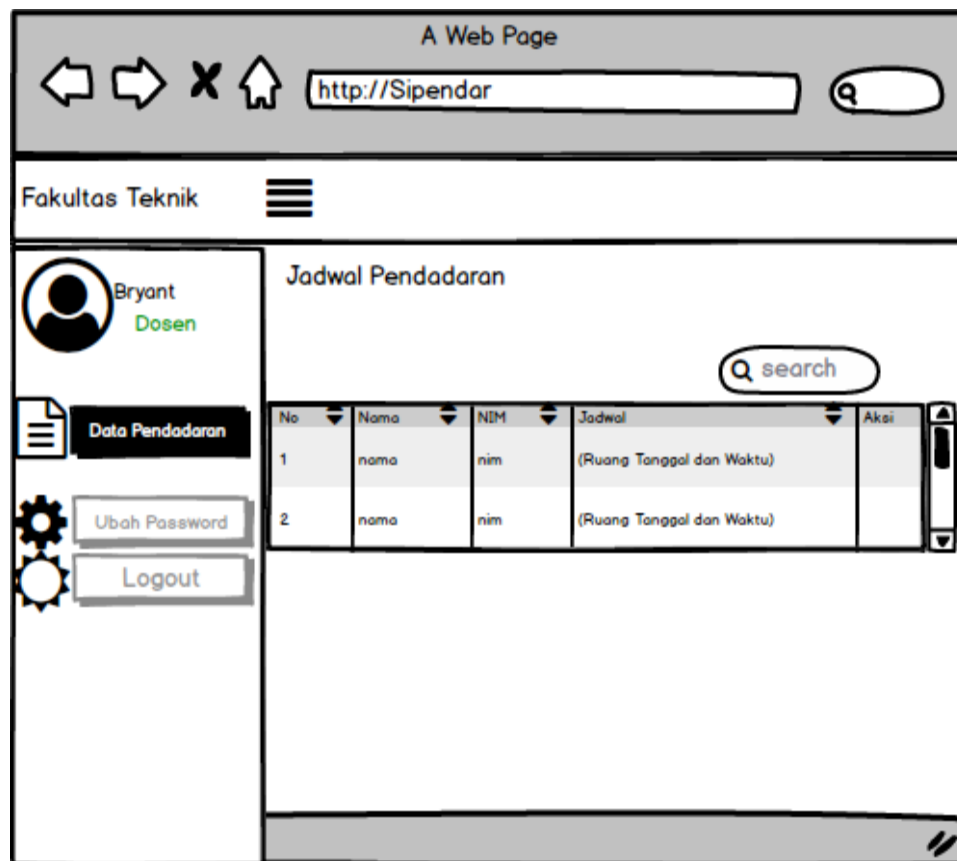 A Web Page
http://Sipendar
Fakultas Teknik
Bryant
Dosen
Data Pendadaran
Ubah Password
Logout
Jadwal Pendadaran
search
No Nama NIM Jadwal Aksi
1 nama nim (Ruang Tanggal dan Waktu)
2 nama nim (Ruang Tanggal dan Waktu)